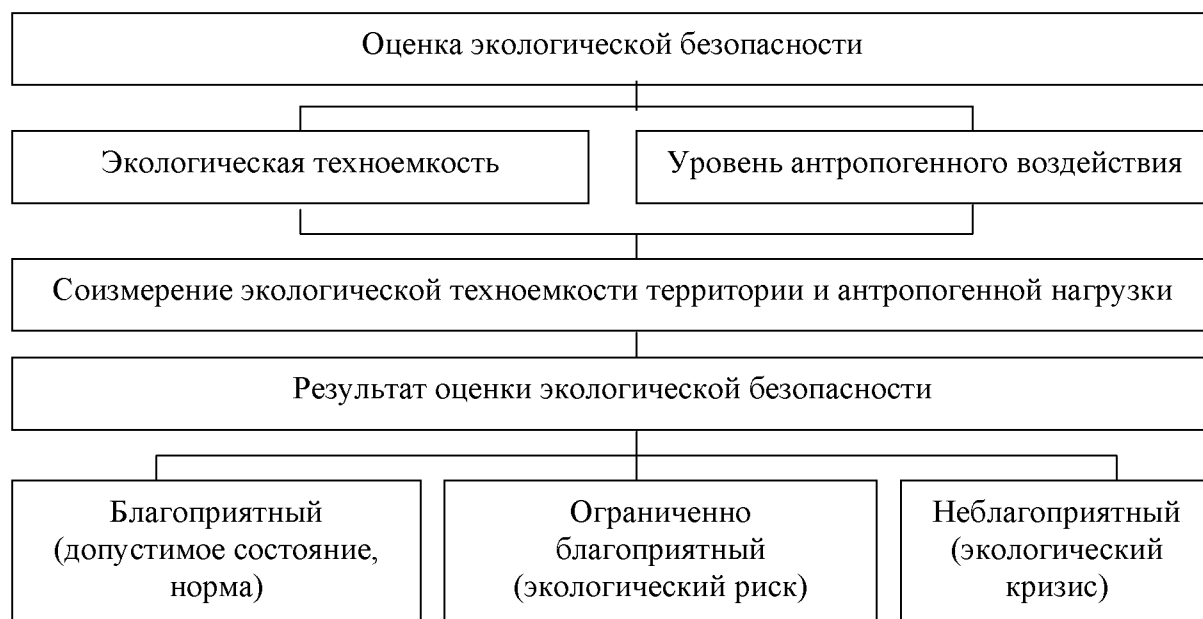 Оценка экологической безопасности
Экологическая техноемкость
Уровень антропогенного воздействия
Соизмерение экологической техноемкости территории и антропогенной нагрузки
Результат оценки экологической безопасности
Благоприятный
(допустимое состояние,
норма)
Ограниченно
благоприятный
(экологический риск)
Неблагоприятный
(экологический
кризис)